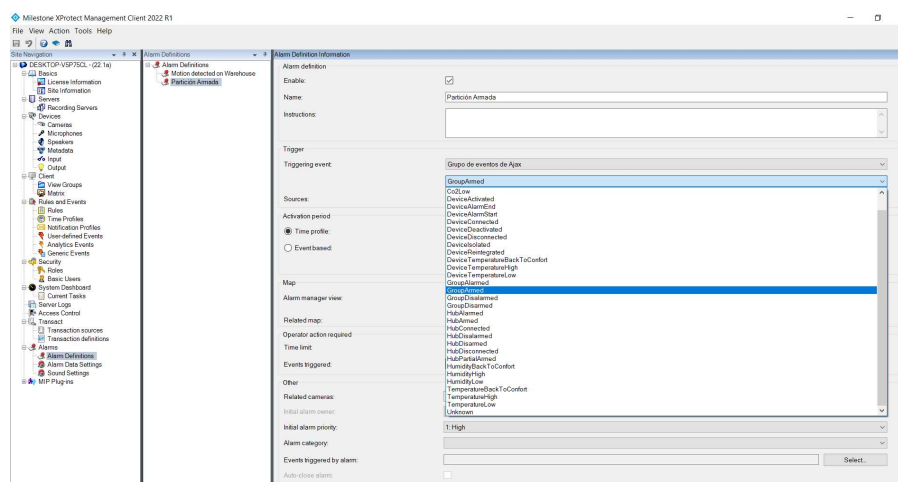 Milestone XProtect Management Client 2022 R1
File View Action Tools Help
Site Navigation
DESKTOP-V5P75CL - (22.1a)
Basics
License Information
Site Information
Servers
Recording Servers
Devices
Cameras
Microphones
Speakers
Metadata
Input
Output
Client
View Groups
Matrix
Rules and Events
Rules
Time Profiles
Notification Profiles
User-defined Events
Analytics Events
Generic Events
Security
Roles
Basic Users
System Dashboard
Current Tasks
Server Logs
Access Control
Transact
Transaction sources
Transaction definitions
Alarms
Alarm Definitions
Alarm Data Settings
Sound Settings
MIP Plug-ins
Alarm Definitions
Alarm Definitions
Motion detected on Warehouse
Partición Armada
Alarm Definition Information
Alarm definition
Enable:
Name: Partición Armada
Instructions:
Trigger
Triggering event: Grupo de eventos de Ajax
GroupArmed
Sources:
Activation period
Time profile:
Event based:
Map
Alarm manager view:
Related map:
Operator action required
Time limit:
Events triggered:
Other
Related cameras:
Initial alarm owner:
Co2Low
DeviceActivated
DeviceAlarmEnd
DeviceAlarmStart
DeviceConnected
DeviceDeactivated
DeviceDisconnected
DeviceIsolated
DeviceReintegrated
DeviceTemperatureBackToConfort
DeviceTemperatureHigh
DeviceTemperatureLow
GroupAlarmed
GroupArmed
GroupDisalarmed
GroupDisarmed
HubAlarmed
HubArmed
HubConnected
HubDisalarmed
HubDisarmed
HubDisconnected
HubPartialArmed
HumidityBackToConfort
HumidityHigh
HumidityLow
TemperatureBackToConfort
TemperatureHigh
TemperatureLow
Unknown
Initial alarm priority: 1: High
Alarm category:
Events triggered by alarm: Select...
Auto-close alarm: